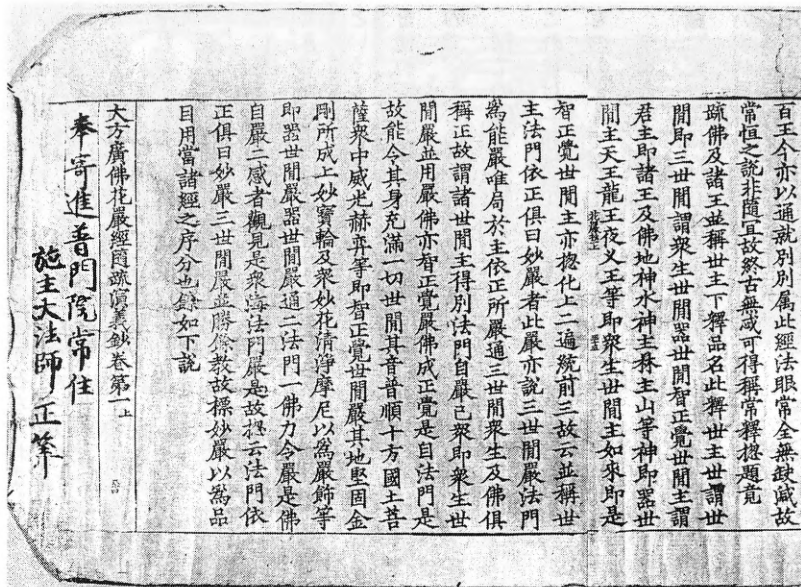 百王今亦以通就別別属此經法眼常全無缺減故
常恒之說非隨宜故終古無減可得稱常釋揔題竟
疏佛及諸王並稱世主下釋品名此釋世主世謂世
間即三世間謂衆生世間器世間智正覺世間主謂
君主即諸王及佛地神水神主林主山等神即器世
間主天王龍王夜叉王等即衆生世間主如來即是
智正覺世間主亦揔化上二遍統前三故云並稱世
主法門依正俱曰妙嚴者此嚴亦說三世間嚴法門
爲能嚴唯局於主依正所嚴通三世間衆生及佛俱
稱正故謂諸世間主得別法門自嚴已衆即衆生世
間嚴並用嚴佛亦智正覺嚴佛成正覺是自法門是
故能令其身充滿一切世間其音普順十方國土菩
薩衆中威光赫弈等即智正覺世間嚴其地堅固金
剛所成上妙寶輪及衆妙花清淨摩尼以爲嚴飾等
即器世間嚴器世間嚴通二法門一佛力令嚴是佛
自嚴二感者觀見是衆海法門嚴是故揔云法門依
正俱曰妙嚴三世間嚴並勝餘教故標妙嚴以爲品
目用當諸經之序分也餘如下說
大方廣佛花嚴經隨疏演義鈔卷第一上
奉寄進普門院常住
施主大法師